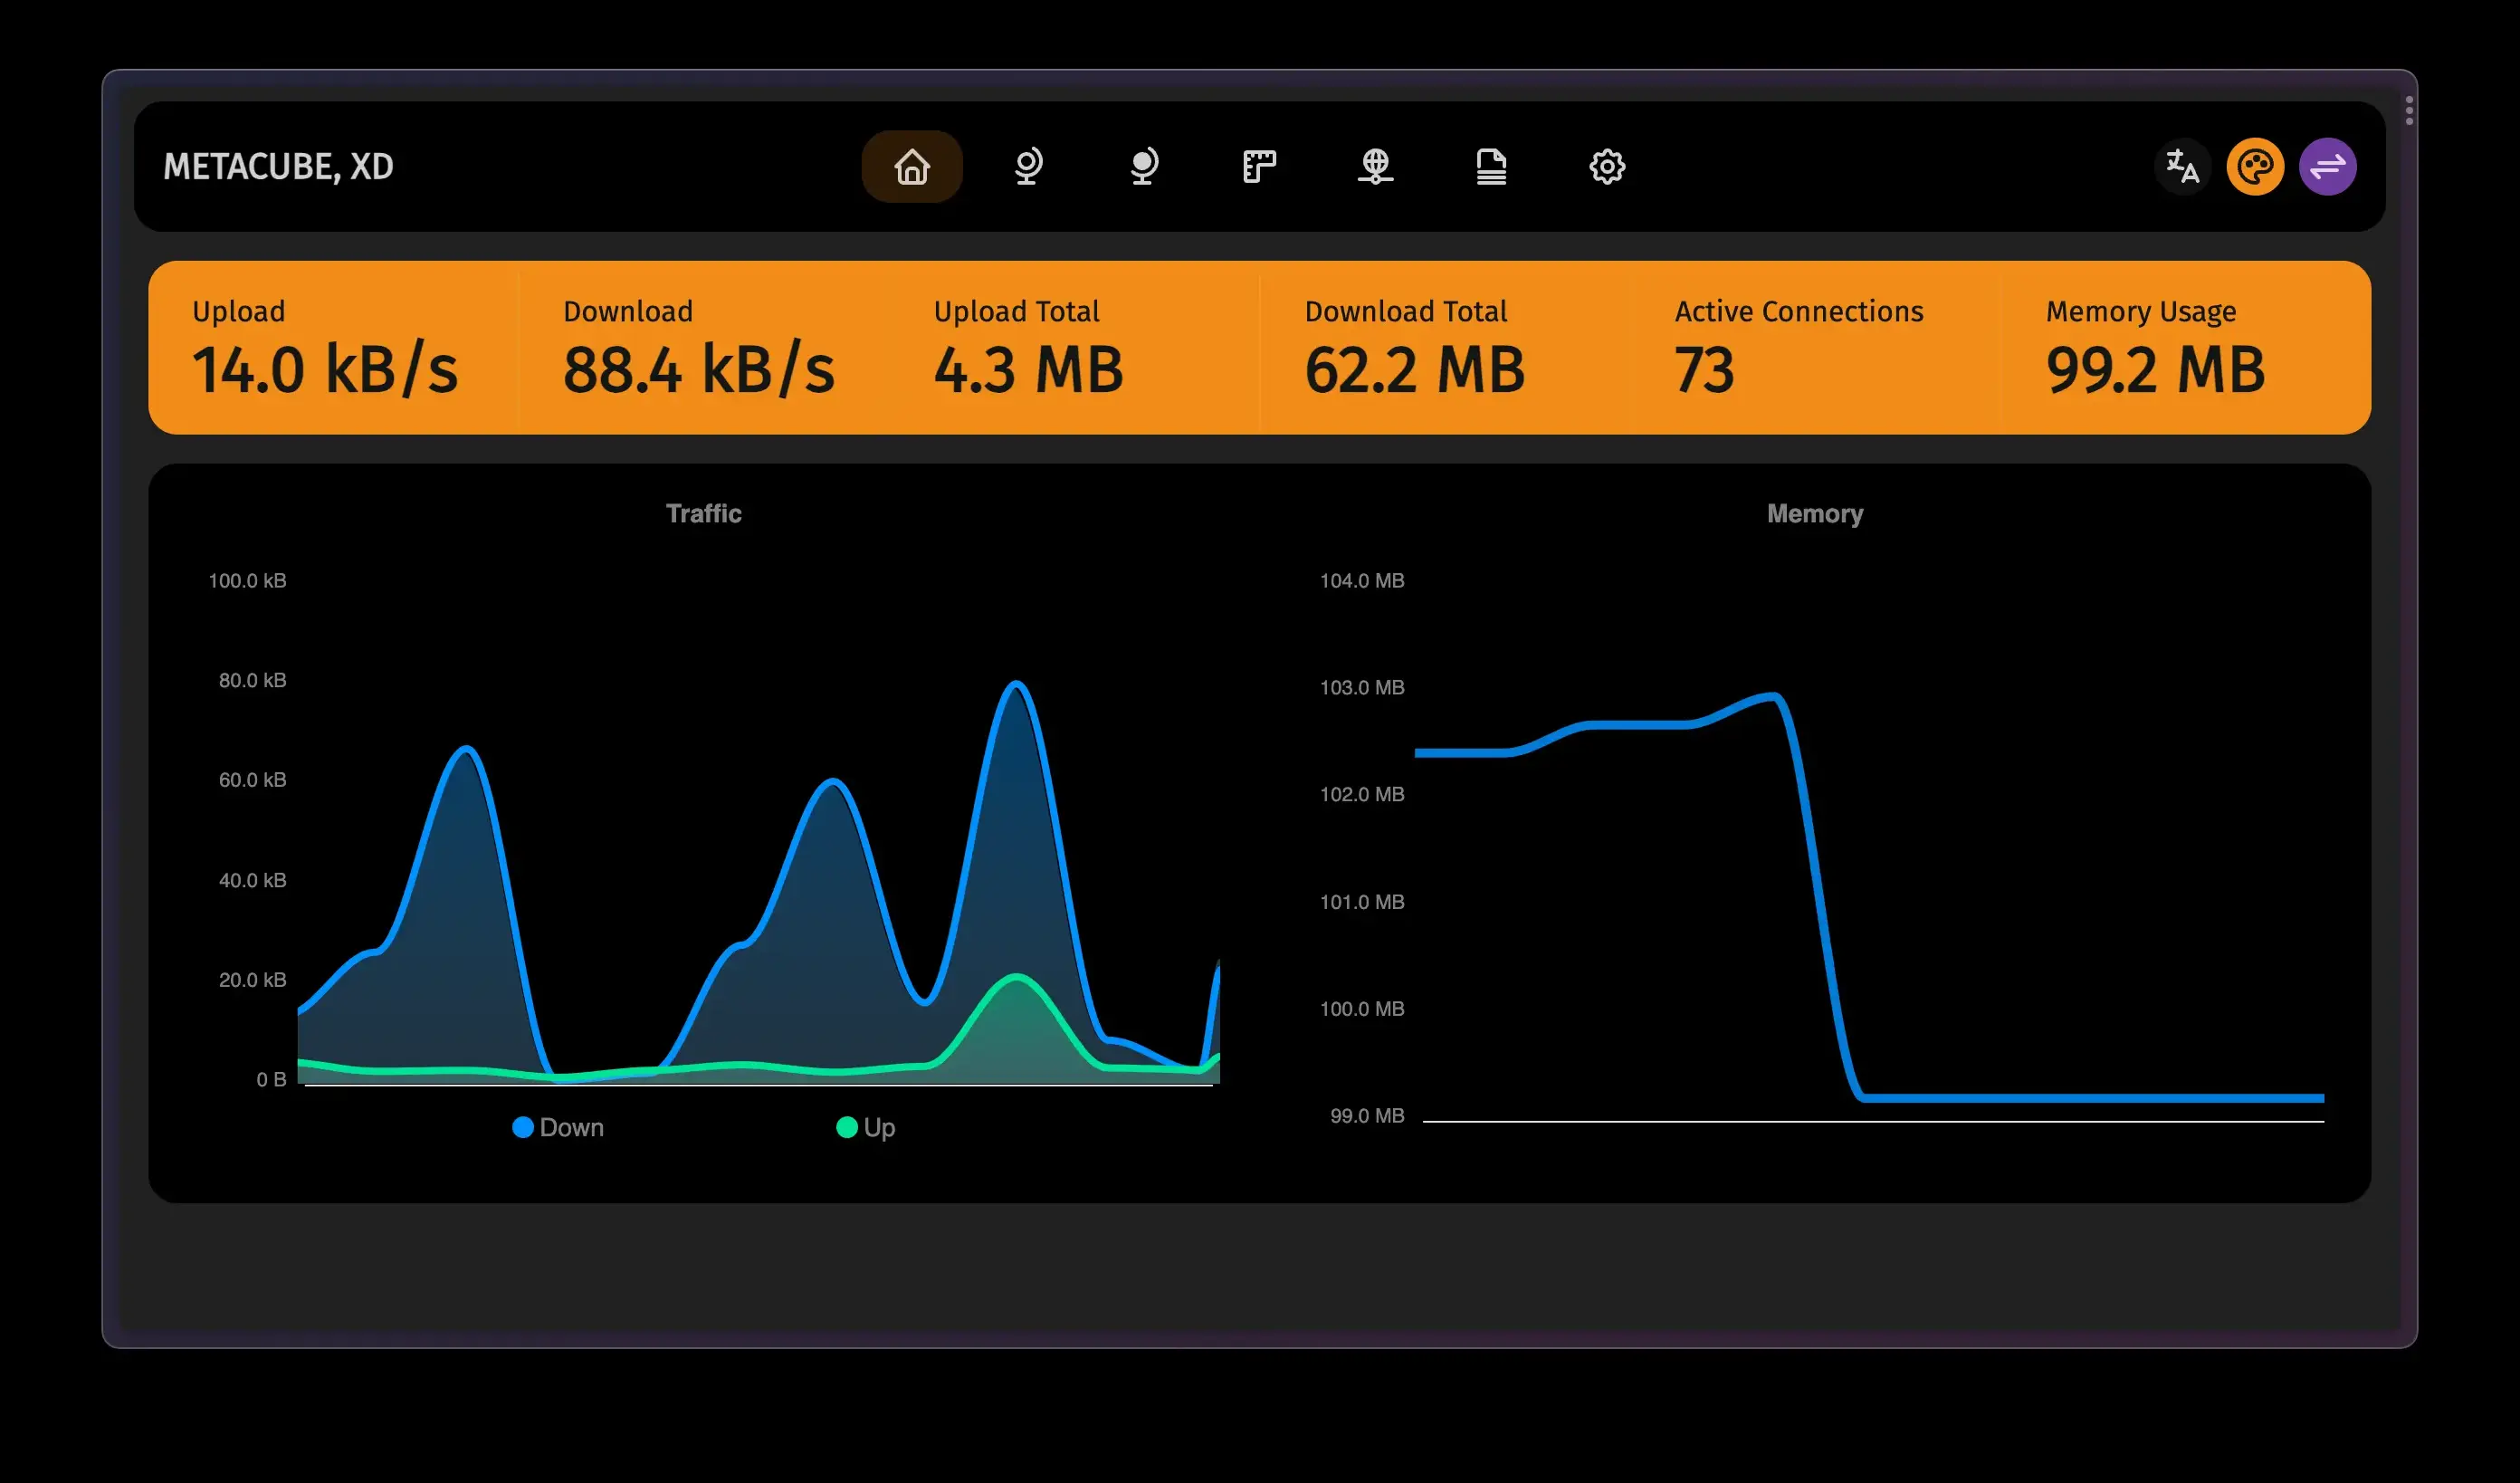 METACUBE, XD
Upload
14.0 kB/s
Download
88.4 kB/s
Upload Total
4.3 MB
Download Total
62.2 MB
Active Connections
73
Memory Usage
99.2 MB
Traffic
100.0 kB
80.0 kB
60.0 kB
40.0 kB
20.0 kB
0 B
Down
Up
Memory
104.0 MB
103.0 MB
102.0 MB
101.0 MB
100.0 MB
99.0 MB